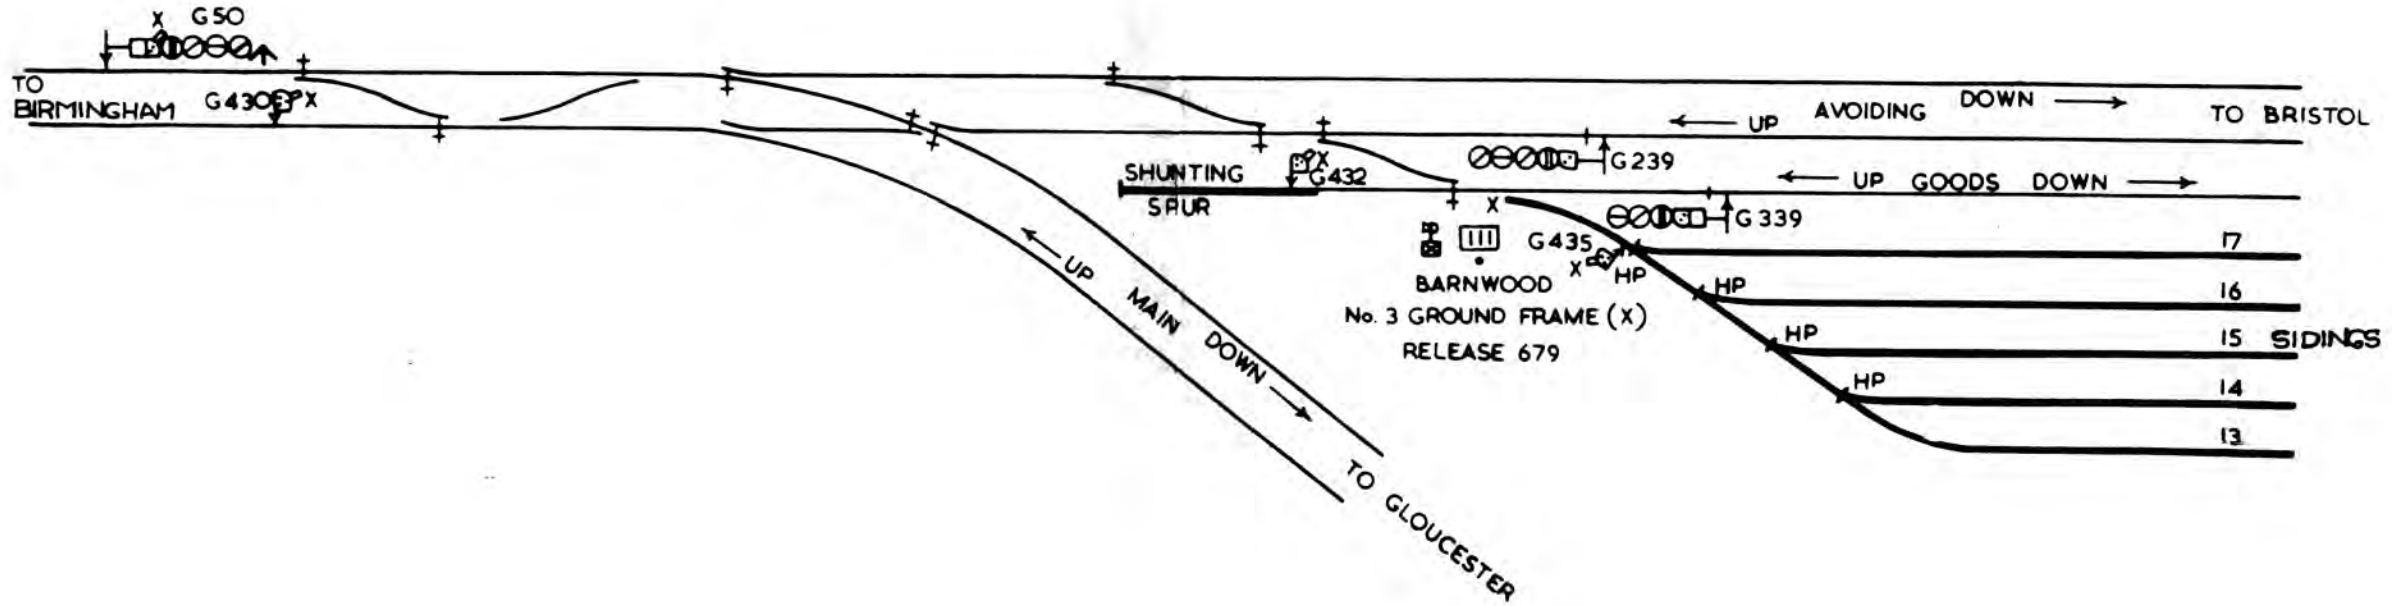 X G50
TO
BIRMINGHAM
G430 X
UP
AVOIDING
DOWN
TO BRISTOL
X
G432
G239
SHUNTING
SPUR
UP GOODS DOWN
X
G339
G435
X
HP
17
HP
16
BARNWOOD
No. 3 GROUND FRAME (X)
RELEASE 679
HP
15 SIDINGS
HP
14
13
UP
MAIN DOWN
TO GLOUCESTER